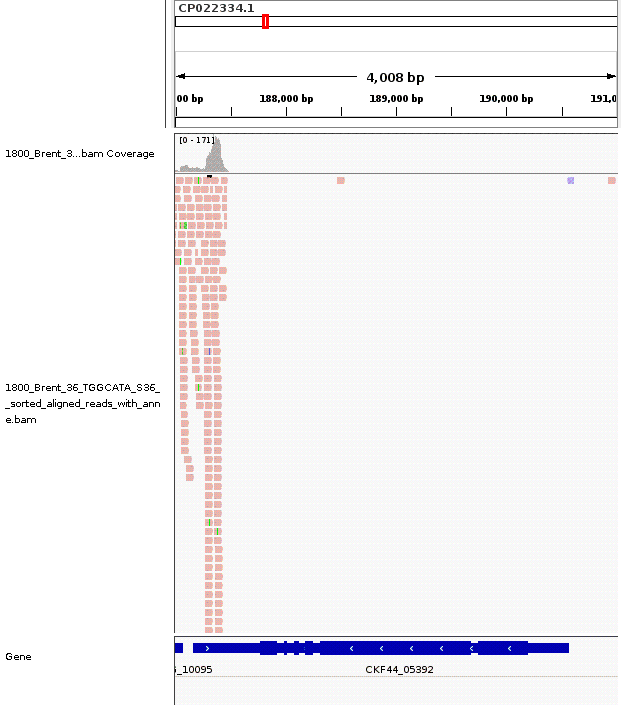 CP022334.1
4,008 bp
00 bp 188,000 bp 189,000 bp 190,000 bp 191,0
[0 - 171]
1800_Brent_3...bam Coverage
1800_Brent_36_TGGCATA_S36_
_sorted_aligned_reads_with_ann
e.bam
Gene
5_10095 CKF44_05392